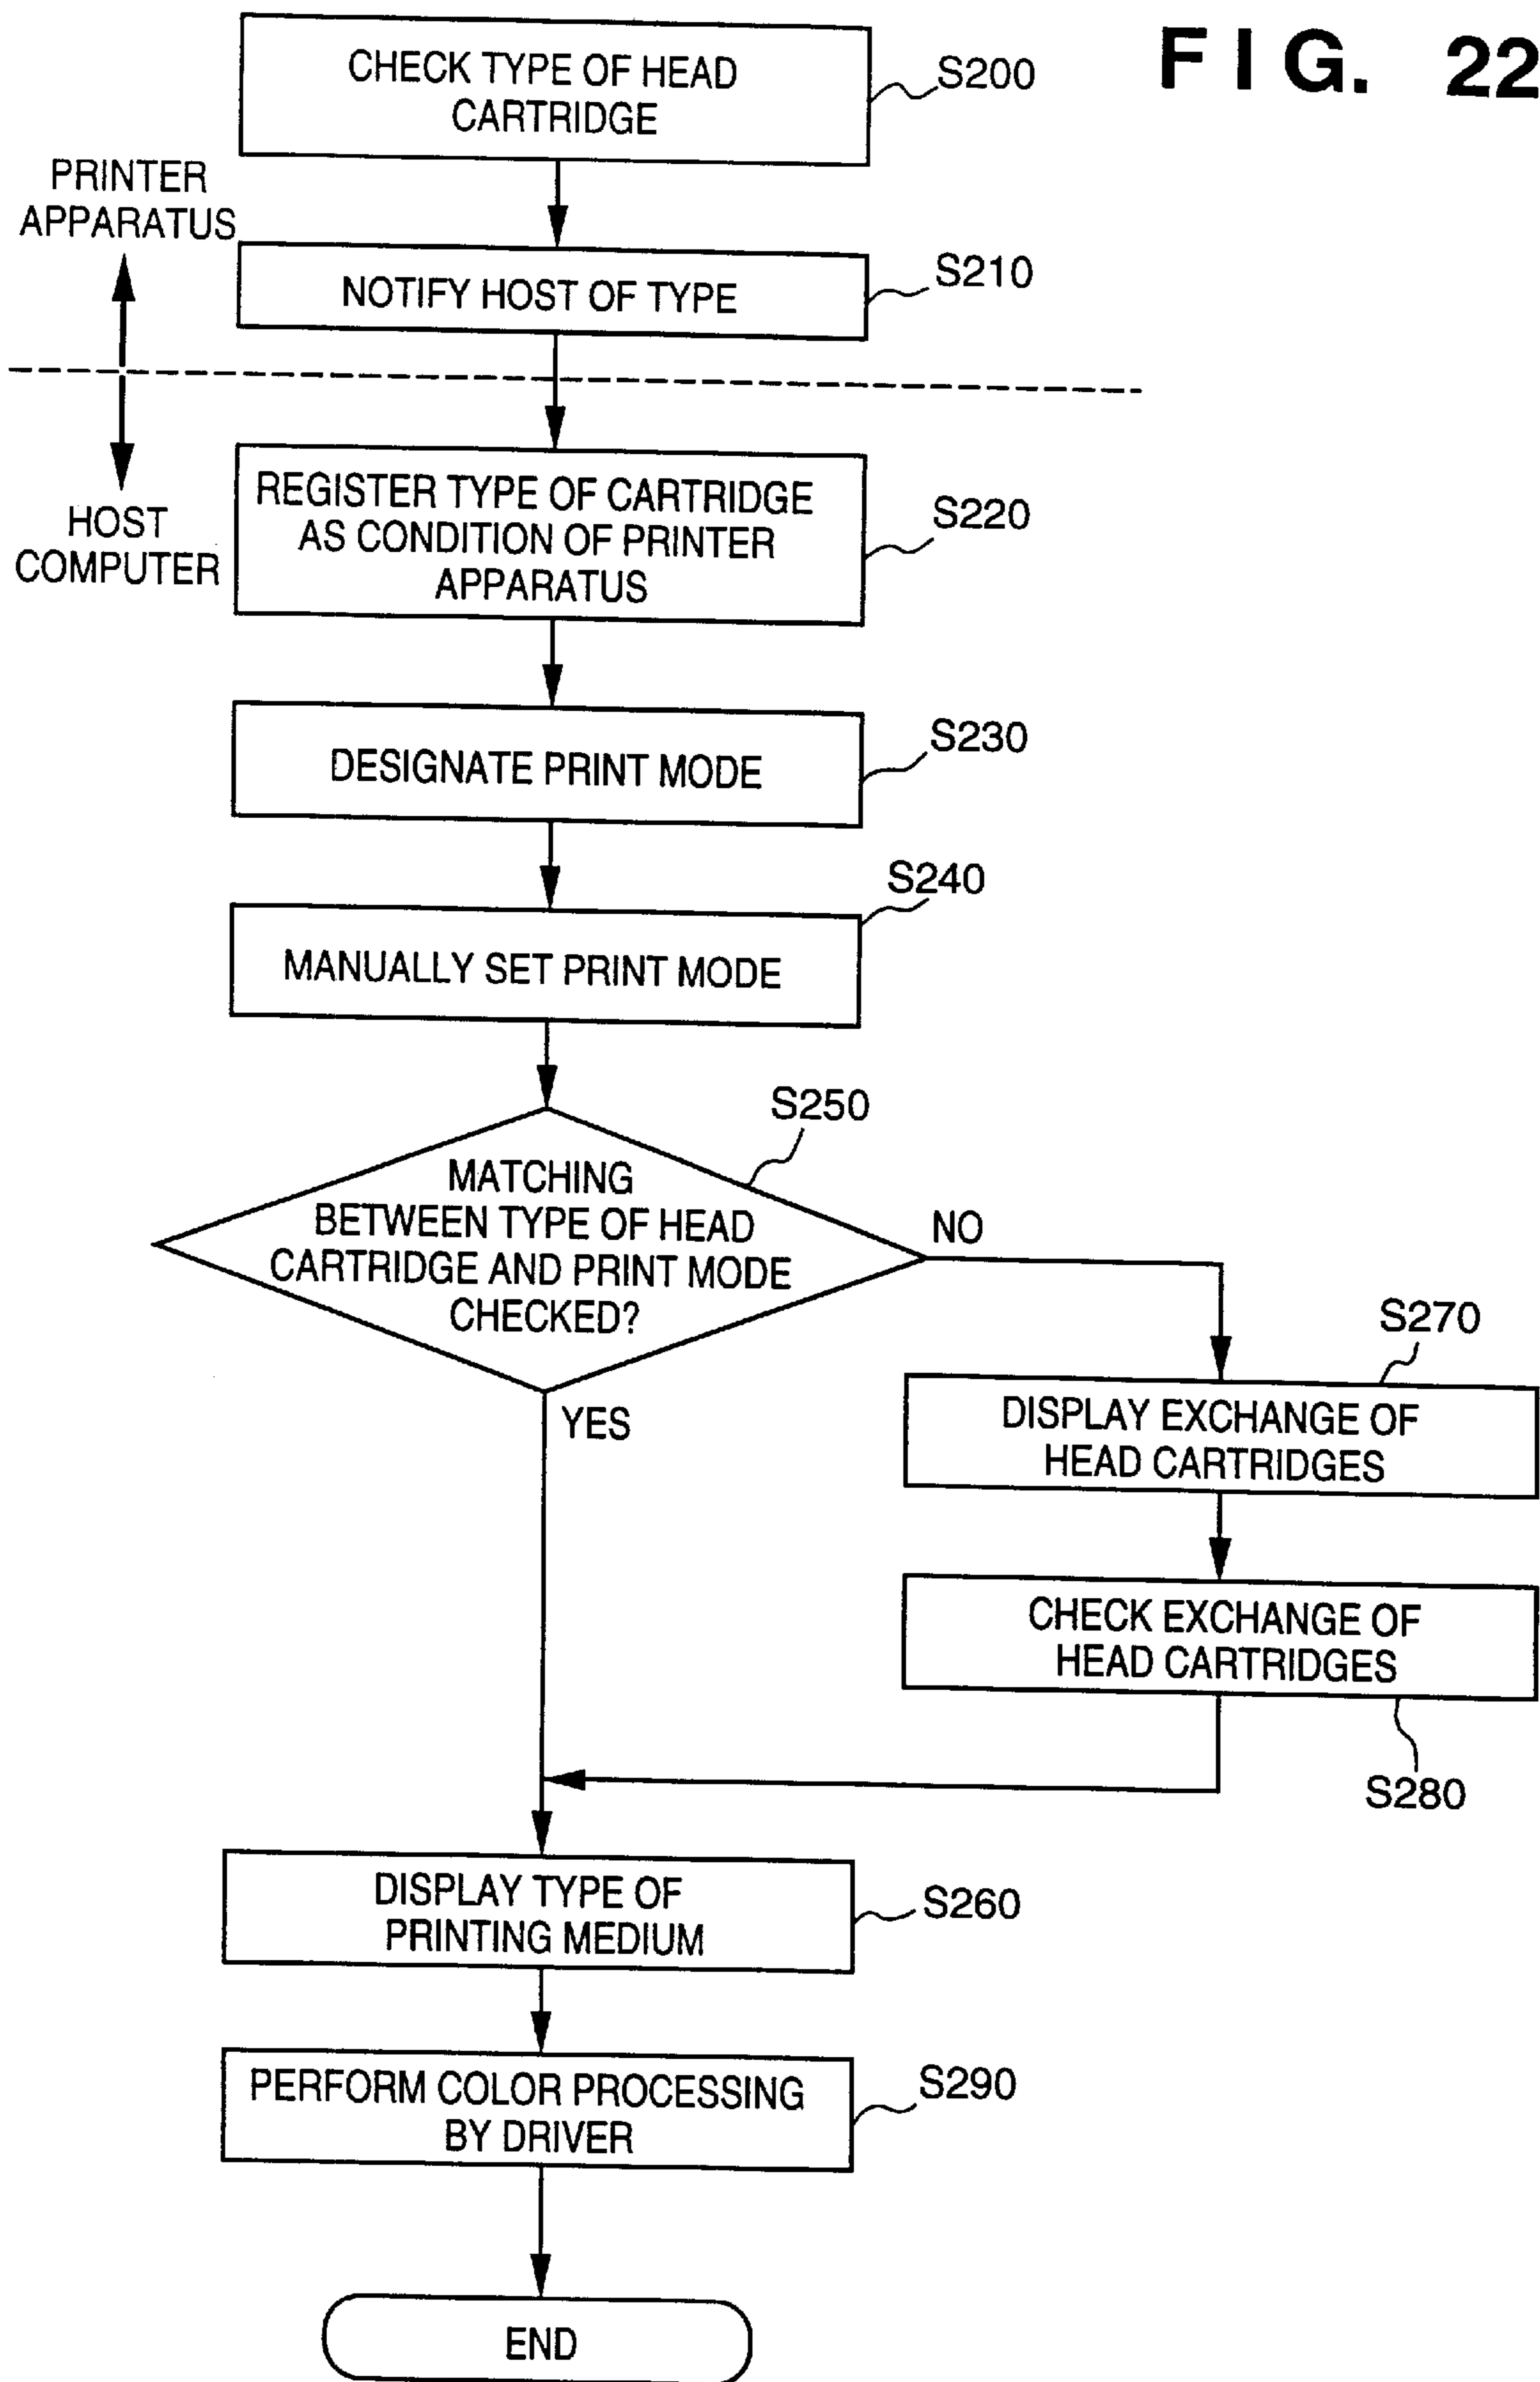 FIG. 22
CHECK TYPE OF HEAD
CARTRIDGE
S200
PRINTER
APPARATUS
NOTIFY HOST OF TYPE
S210
HOST
COMPUTER
REGISTER TYPE OF CARTRIDGE
AS CONDITION OF PRINTER
APPARATUS
S220
DESIGNATE PRINT MODE
S230
MANUALLY SET PRINT MODE
S240
MATCHING
BETWEEN TYPE OF HEAD
CARTRIDGE AND PRINT MODE
CHECKED?
S250
NO
YES
DISPLAY EXCHANGE OF
HEAD CARTRIDGES
S270
CHECK EXCHANGE OF
HEAD CARTRIDGES
S280
DISPLAY TYPE OF
PRINTING MEDIUM
S260
PERFORM COLOR PROCESSING
BY DRIVER
S290
END